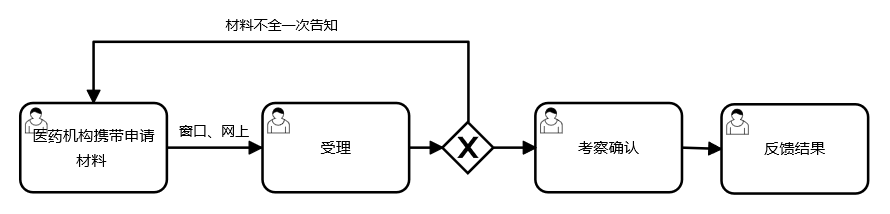 材料不全一次告知
医药机构携带申请
材料
窗口、网上
受理
考察确认
反馈结果